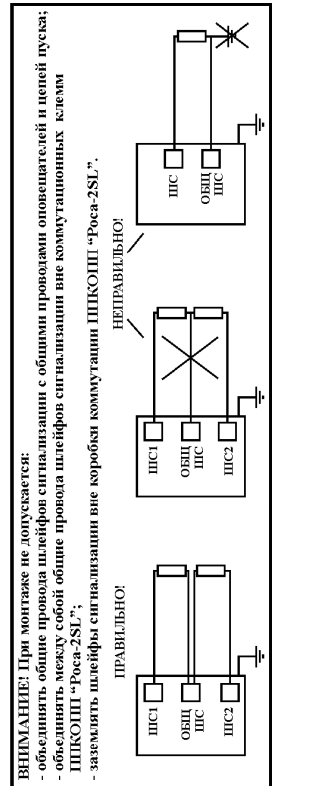 ВНИМАНИЕ! При монтаже не допускается:
- объединять общие провода шлейфов сигнализации с общими проводами оповещателей и цепей пуска;
- объединять между собой общие провода шлейфов сигнализации вне коммутационных клемм
ППКОПП “Роса-2SL”;
- заземлять шлейфы сигнализации вне коробки коммутации ППКОПП “Роса-2SL”.
ПРАВИЛЬНО!
НЕПРАВИЛЬНО!
ШС1
ОБЩ
ШС
ШС2
ШС1
ОБЩ
ШС
ШС2
ШС
ОБЩ
ШС